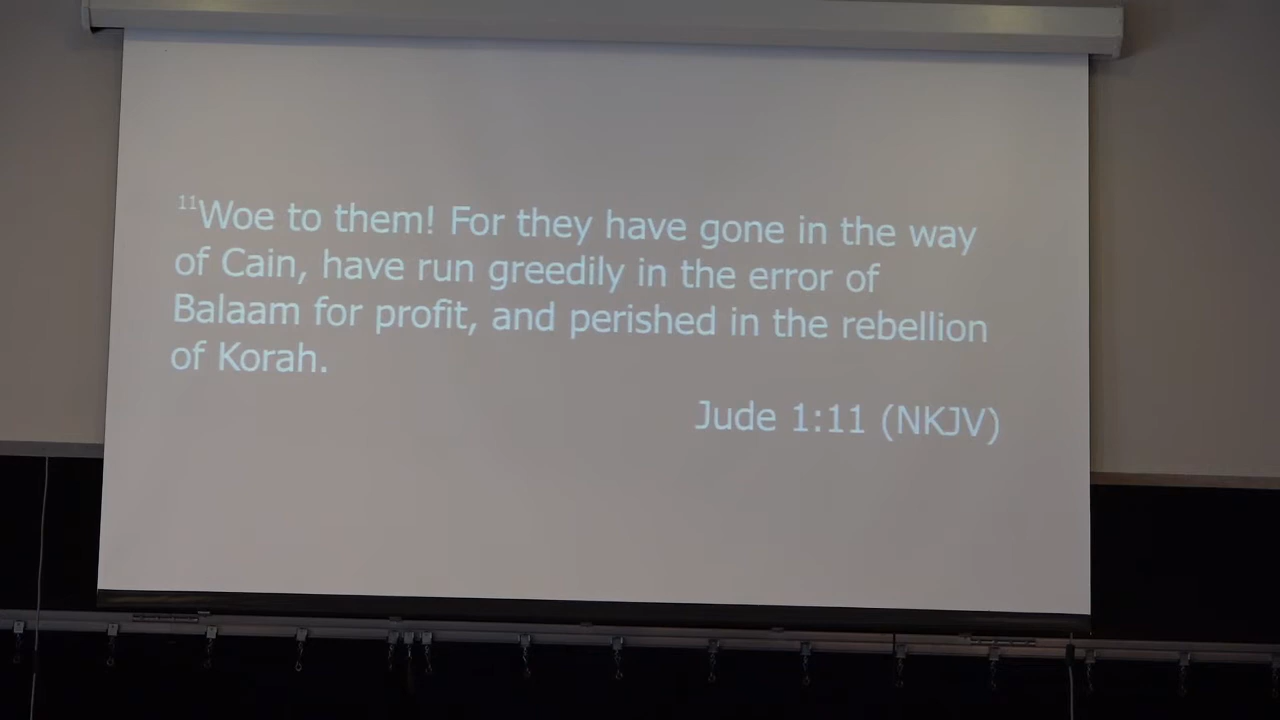 11Woe to them! For they have gone in the way
of Cain, have run greedily in the error of
Balaam for profit, and perished in the rebellion
of Korah.
Jude 1:11 (NKJV)